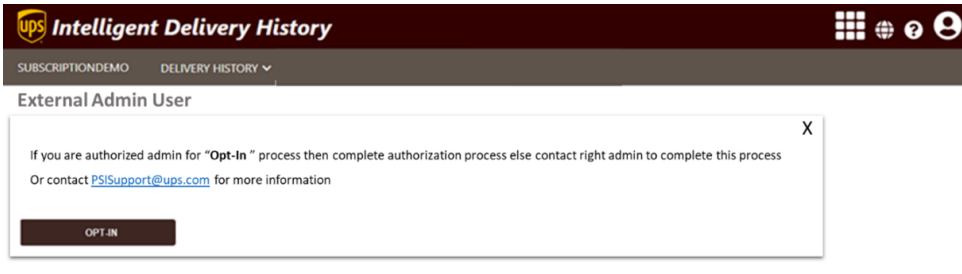 ups Intelligent Delivery History
SUBSCRIPTIONDEMO DELIVERY HISTORY
External Admin User
X
If you are authorized admin for “Opt-In ” process then complete authorization process else contact right admin to complete this process
Or contact PSISupport@ups.com for more information
OPT-IN